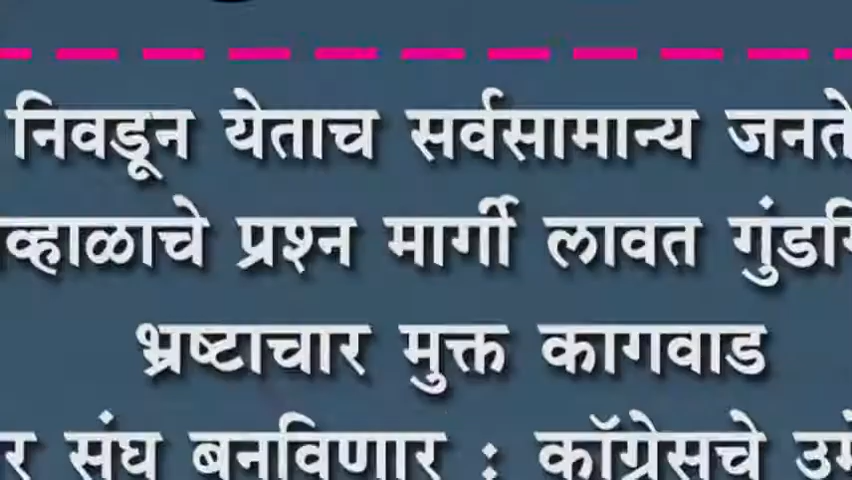 निवडून येताच सर्वसामान्य
प्रश्न मार्गी लावत
भ्रष्टाचार मुक्त कागवाड
संघ बनविणार : काँग्रेसचे